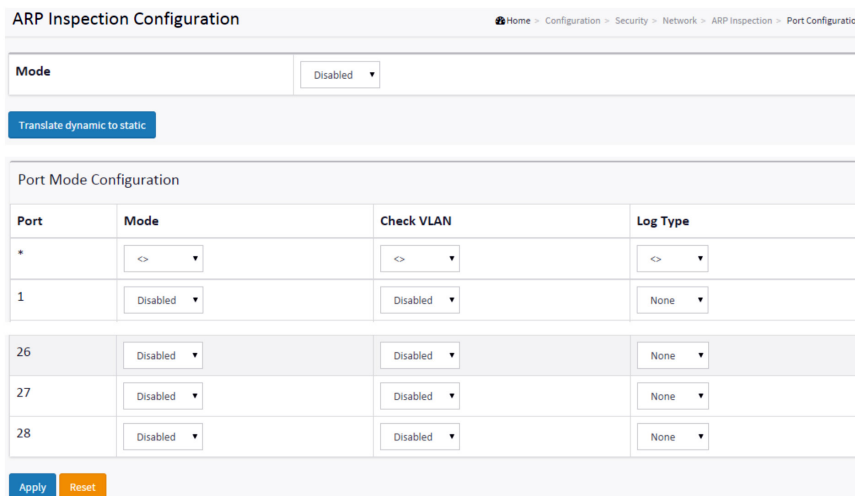 ARP Inspection Configuration
Home > Configuration > Security > Network > ARP Inspection > Port Configuratio
Mode Disabled
Translate dynamic to static
Port Mode Configuration
Port Mode Check VLAN Log Type
* <> <> <>
1 Disabled Disabled None
26 Disabled Disabled None
27 Disabled Disabled None
28 Disabled Disabled None
Apply Reset